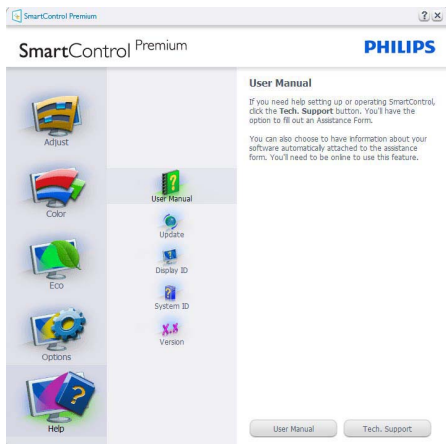 SmartControl Premium
? X
SmartControl Premium
PHILIPS
Adjust
Color
Eco
Options
Help
User Manual
Update
Display ID
System ID
X.X
Version
User Manual
If you need help setting up or operating SmartControl,
click the Tech. Support button. You'll have the
option to fill out an Assistance Form.
You can also choose to have information about your
software automatically attached to the assistance
form. You'll need to be online to use this feature.
User Manual
Tech. Support